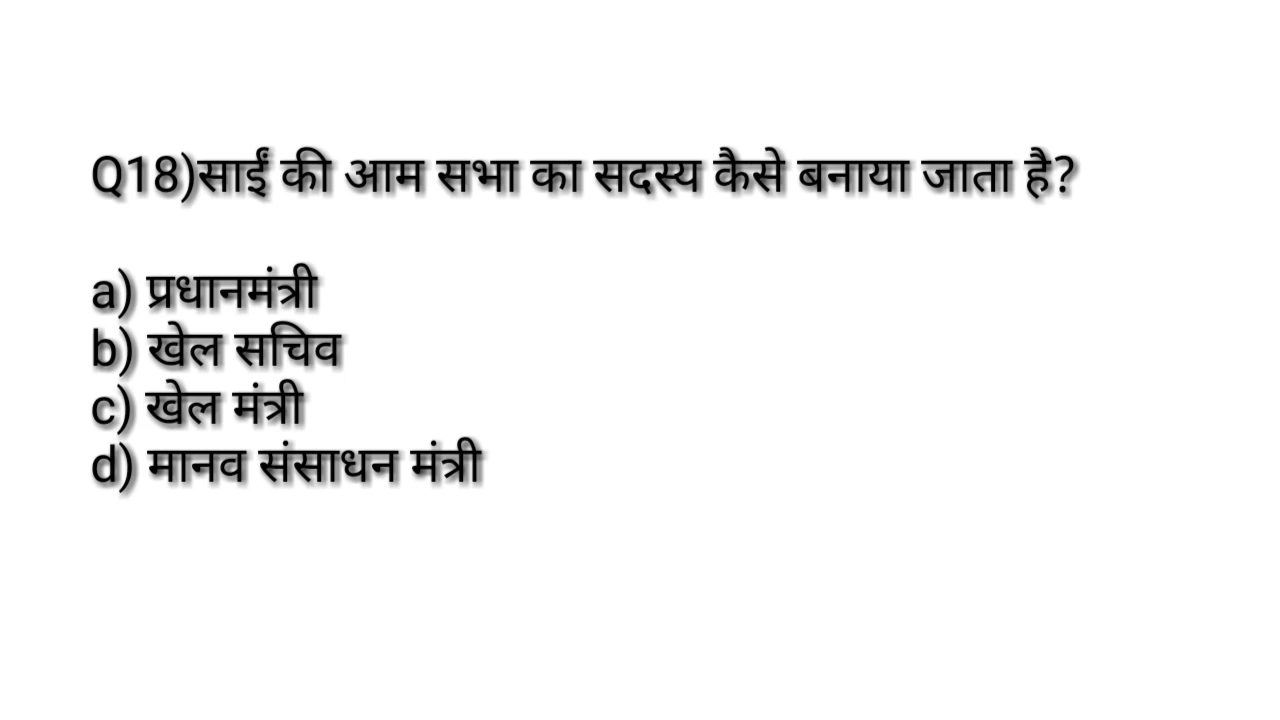 Q18)साईं की आम सभा का सदस्य कैसे बनाया जाता है?
a) प्रधानमंत्री
b) खेल सचिव
c) खेल मंत्री
d) मानव संसाधन मंत्री